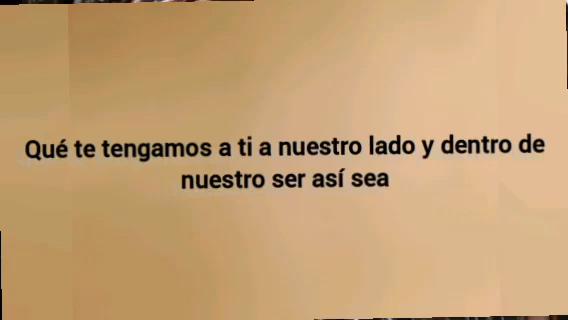 Qué te tengamos a ti a nuestro lado y dentro de
nuestro ser así sea